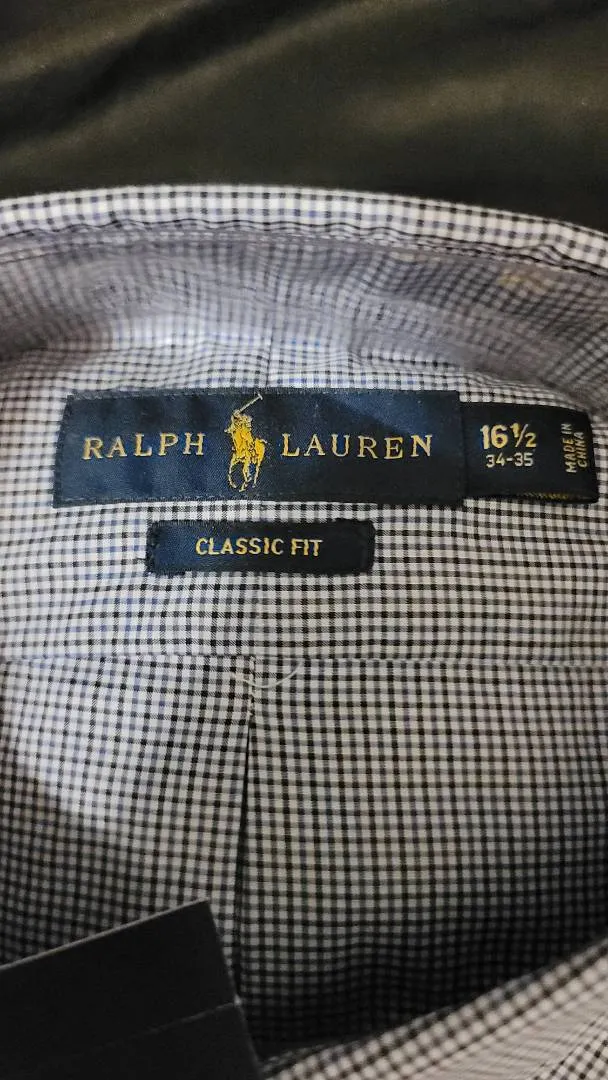 RALPH LAUREN
16½
34-35
MADE IN
CHINA
CLASSIC FIT